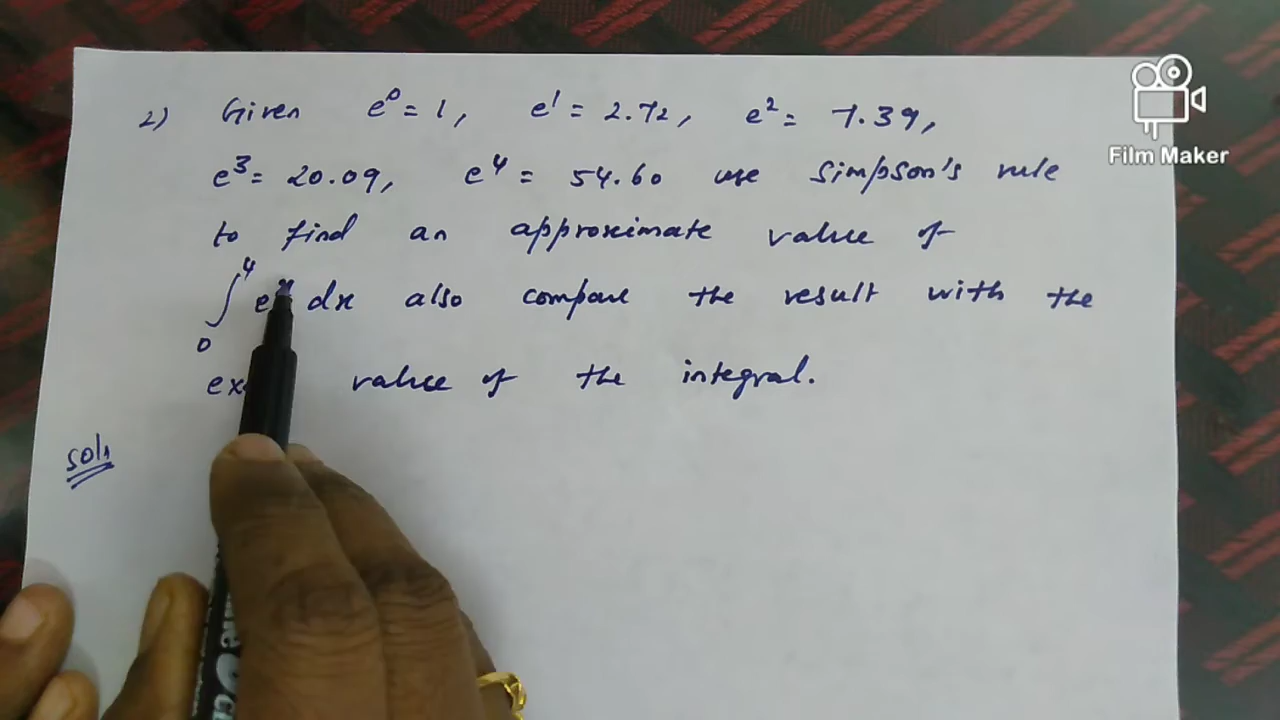 2) Given e⁰ = 1, e¹ = 2.72, e² = 7.39,
e³ = 20.09, e⁴ = 54.60 use Simpson's rule
to find an approximate value of
∫₀⁴ eˣ dx also compare the result with the
value of the integral.
soln
Film Maker